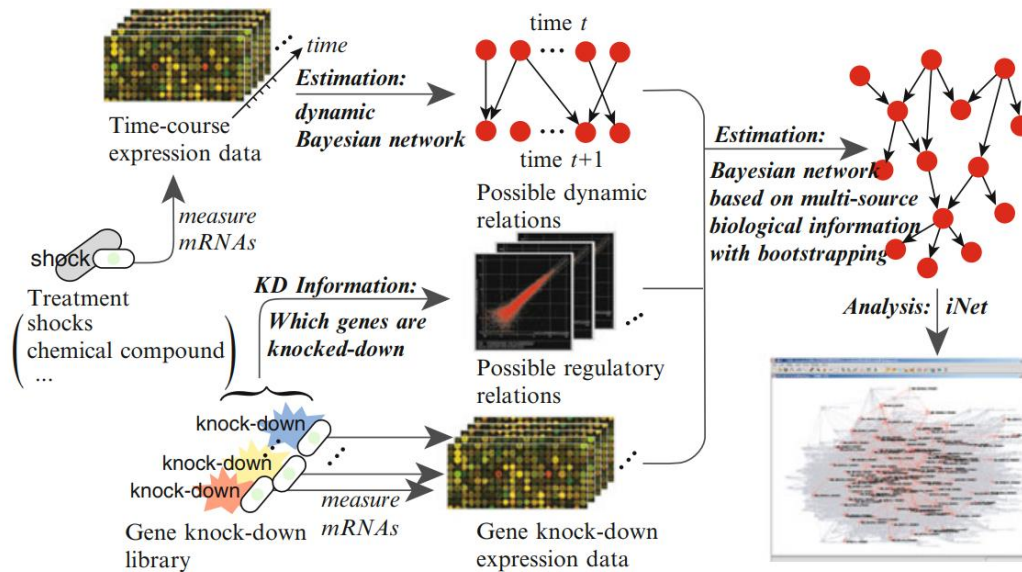 time
Time-course
expression data
Estimation:
dynamic
Bayesian network
time t
time t+1
Possible dynamic
relations
Estimation:
Bayesian network
based on multi-source
biological information
with bootstrapping
measure
mRNAs
shock
Treatment
shocks
chemical compound
...
KD Information:
Which genes are
knocked-down
Possible regulatory
relations
Analysis: iNet
knock-down
knock-down
knock-down
measure
mRNAs
Gene knock-down
library
Gene knock-down
expression data